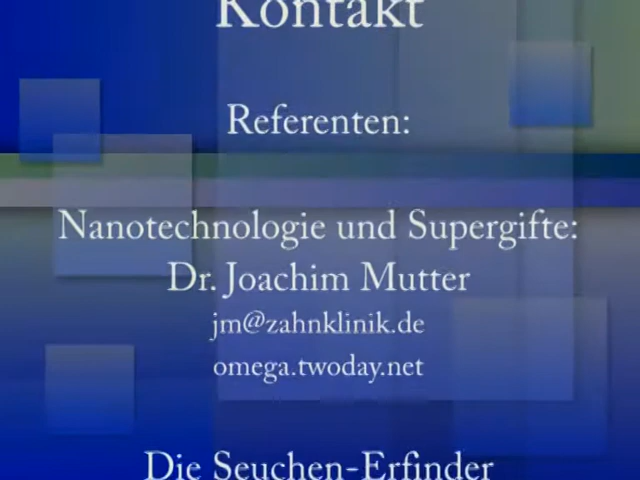 Kontakt
Referenten:
Nanotechnologie und Supergifte:
Dr. Joachim Mutter
jm@zahnklinik.de
omega.twoday.net
Die Seuchen-Erfinder